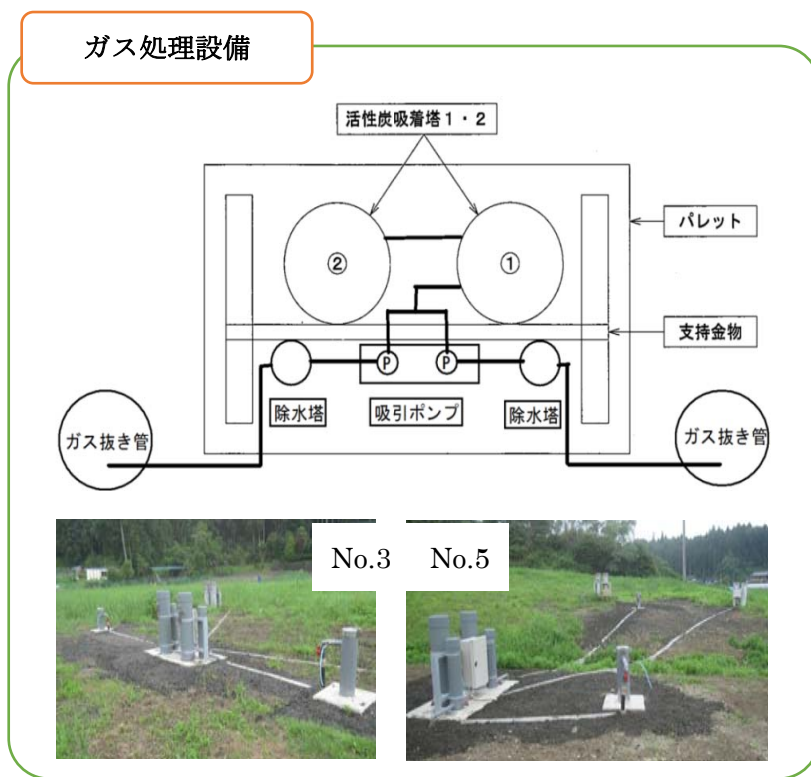 ガス処理設備
活性炭吸着塔1・2
パレット
②
①
支持金物
P
P
除水塔
吸引ポンプ
除水塔
ガス抜き管
ガス抜き管
No.3
No.5